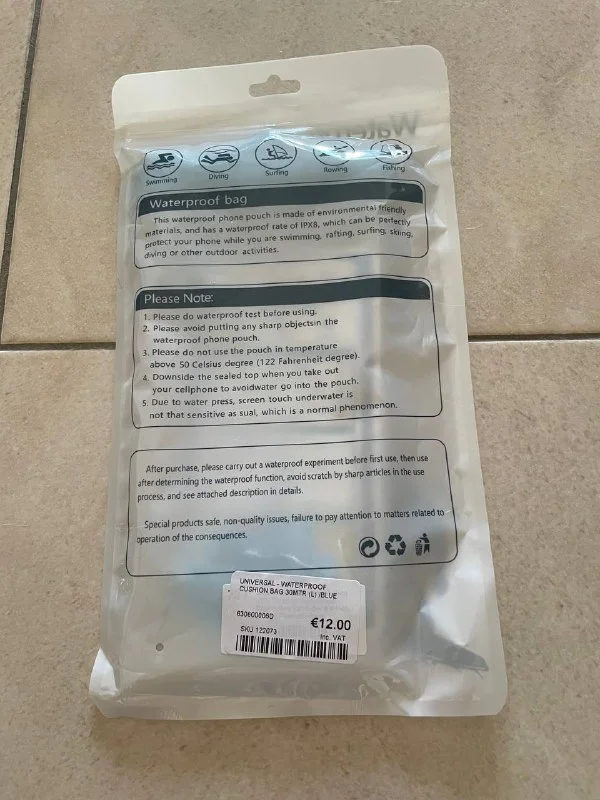 Swimming
Diving
Surfing
Rowing
Fishing
Waterproof bag
This waterproof phone pouch is made of environmental friendly
materials, and has a waterproof rate of IPX8, which can be perfectly
protect your phone while you are swimming, rafting, surfing, skiing,
diving or other outdoor activities.
Please Note:
1. Please do waterproof test before using.
2. Please avoid putting any sharp objectsin the
waterproof phone pouch.
3. Please do not use the pouch in temperature
above 50 Celsius degree (122 Fahrenheit degree).
4. Downside the sealed top when you take out
your cellphone to avoidwater go into the pouch.
5. Due to water press, screen touch underwater is
not that sensitive as sual, which is a normal phenomenon.
After purchase, please carry out a waterproof experiment before first use, then use
after determining the waterproof function, avoid scratch by sharp articles in the use
process, and see attached description in details.
Special products safe, non-quality issues, failure to pay attention to matters related to
operation of the consequences.
UNIVERSAL - WATERPROOF
CUSHION BAG 30MTR (L) /BLUE
€12.00
SKU 122073
Inc. VAT